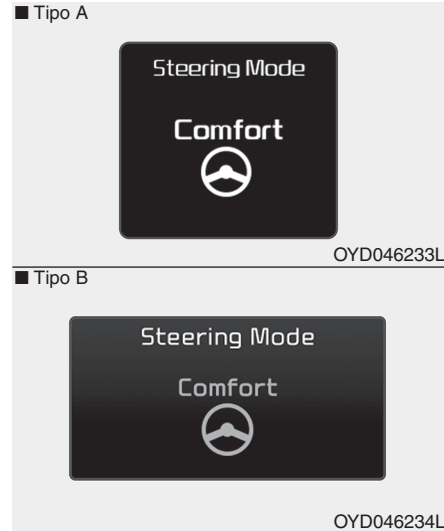 ■ Tipo A
Steering Mode
Comfort
OYD046233L
■ Tipo B
Steering Mode
Comfort
OYD046234L